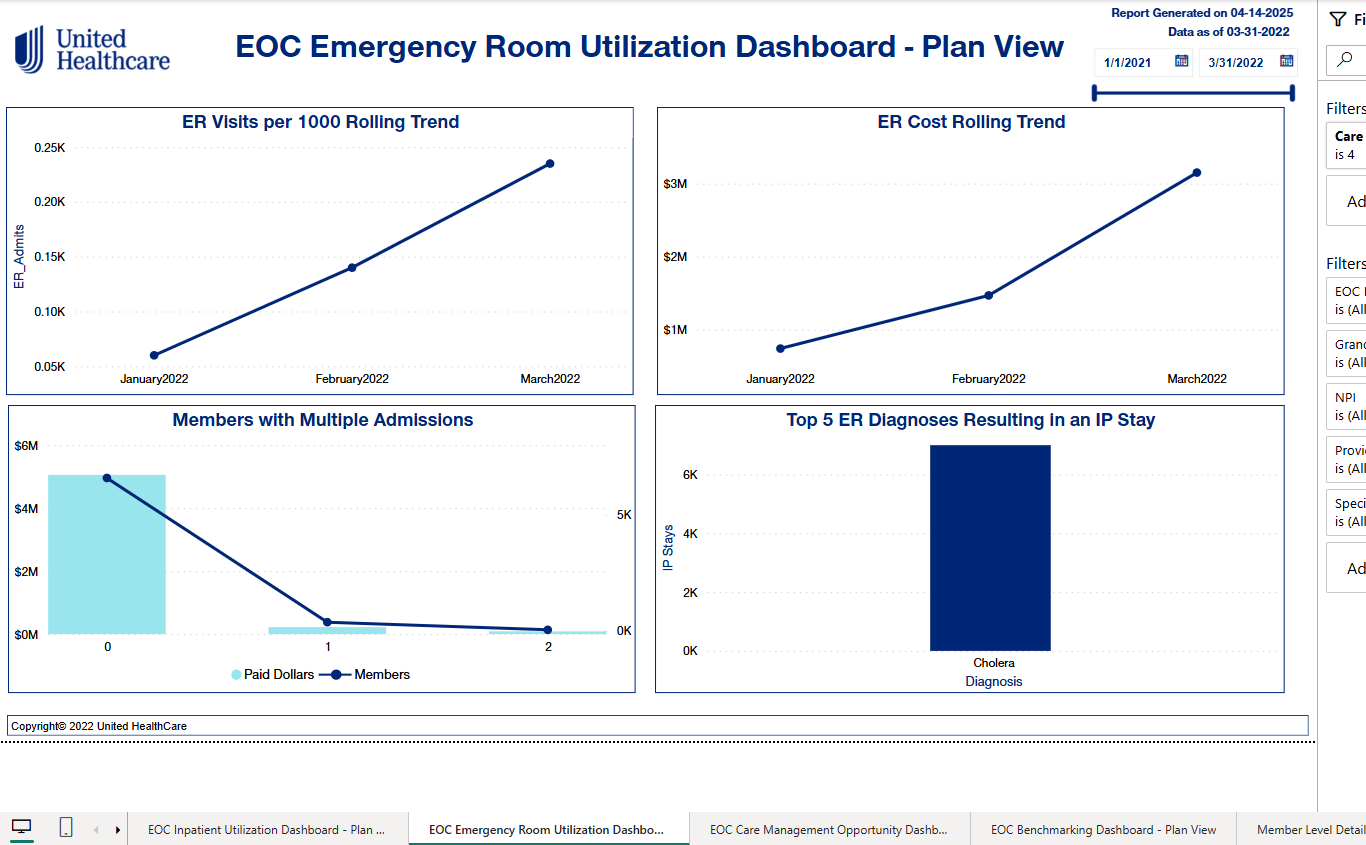 Report Generated on 04-14-2025
Data as of 03-31-2022
United
Healthcare
EOC Emergency Room Utilization Dashboard - Plan View
1/1/2021
3/31/2022
Fi
ER Visits per 1000 Rolling Trend
0.25K
0.20K
0.15K
0.10K
0.05K
ER_Admits
January2022
February2022
March2022
ER Cost Rolling Trend
$3M
$2M
$1M
January2022
February2022
March2022
Members with Multiple Admissions
$6M
$4M
$2M
$0M
5K
0K
0
1
2
Paid Dollars
Members
Top 5 ER Diagnoses Resulting in an IP Stay
6K
4K
2K
0K
IP Stays
Cholera
Diagnosis
Filters
Care
is 4
Ad
Filters
EOC
is (All
Grand
is (All
NPI
is (All
Provi
is (All
Speci
is (All
Ad
Copyright© 2022 United HealthCare
EOC Inpatient Utilization Dashboard - Plan ...
EOC Emergency Room Utilization Dashbo...
EOC Care Management Opportunity Dashb...
EOC Benchmarking Dashboard - Plan View
Member Level Detail